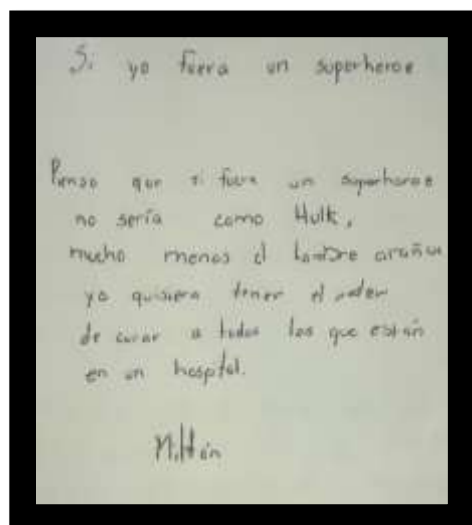 Si yo fuera un superheroe
Pienso que si fuera un superheroe
no sería como Hulk,
mucho menos el hombre araña
yo quisiera tener el poder
de curar a todos los que están
en un hospital.
Miltón